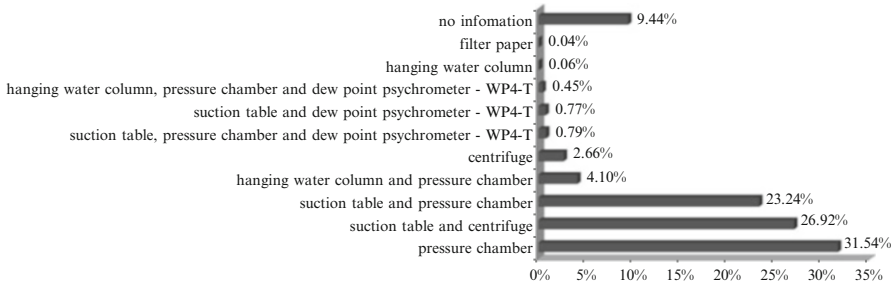 no infomation 9.44%
filter paper 0.04%
hanging water column 0.06%
hanging water column, pressure chamber and dew point psychrometer - WP4-T 0.45%
suction table and dew point psychrometer - WP4-T 0.77%
suction table, pressure chamber and dew point psychrometer - WP4-T 0.79%
centrifuge 2.66%
hanging water column and pressure chamber 4.10%
suction table and pressure chamber 23.24%
suction table and centrifuge 26.92%
pressure chamber 31.54%
0% 5% 10% 15% 20% 25% 30% 35%